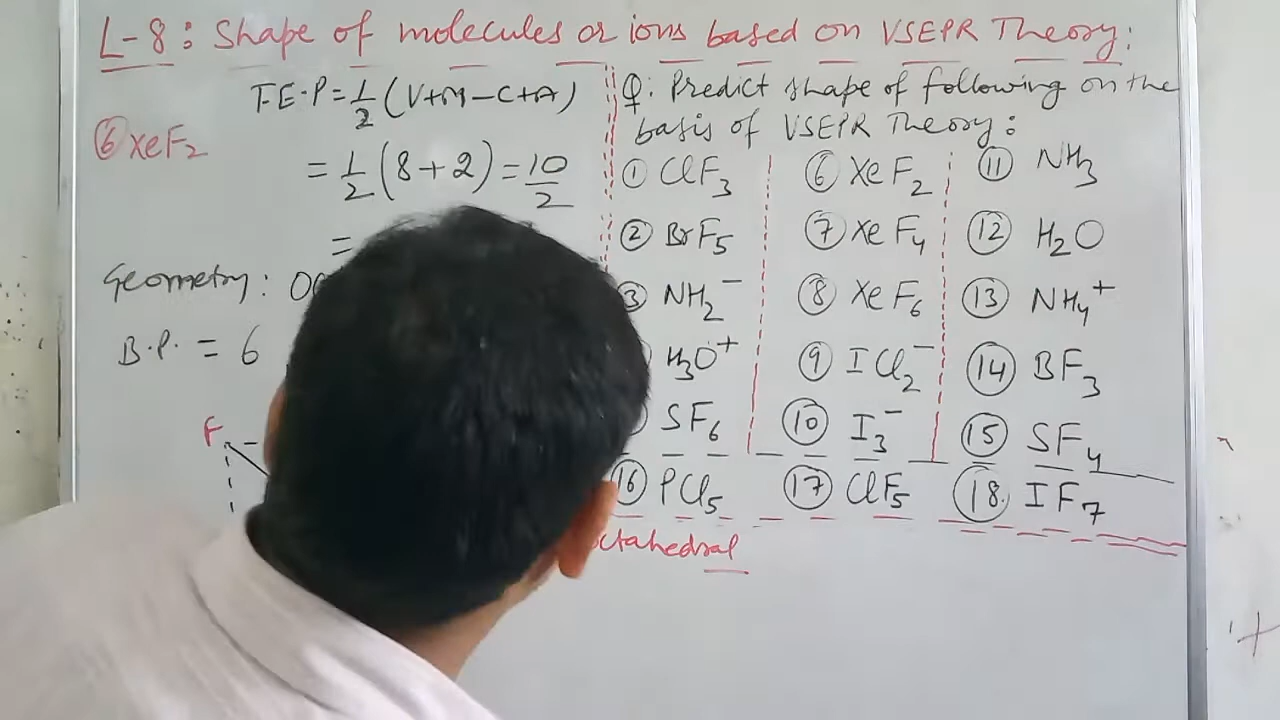 L-8: Shape of molecules or ions based on VSEPR Theory:
T.E.P = 1/2 (V+M-C+A)
⑥ XeF2
= 1/2 (8+2) = 10/2
=
Geometry: Oc
B.P. = 6
F
Q: Predict shape of following on the
basis of VSEPR Theory:
① ClF3 ⑥ XeF2 ⑪ NH3
② BrF5 ⑦ XeF4 ⑫ H2O
③ NH2⁻ ⑧ XeF6 ⑬ NH4⁺
H3O⁺ ⑨ ICl2⁻ ⑭ BF3
SF6 ⑩ I3⁻ ⑮ SF4
⑯ PCl5 ⑰ ClF5 ⑱ IF7
ctahedral